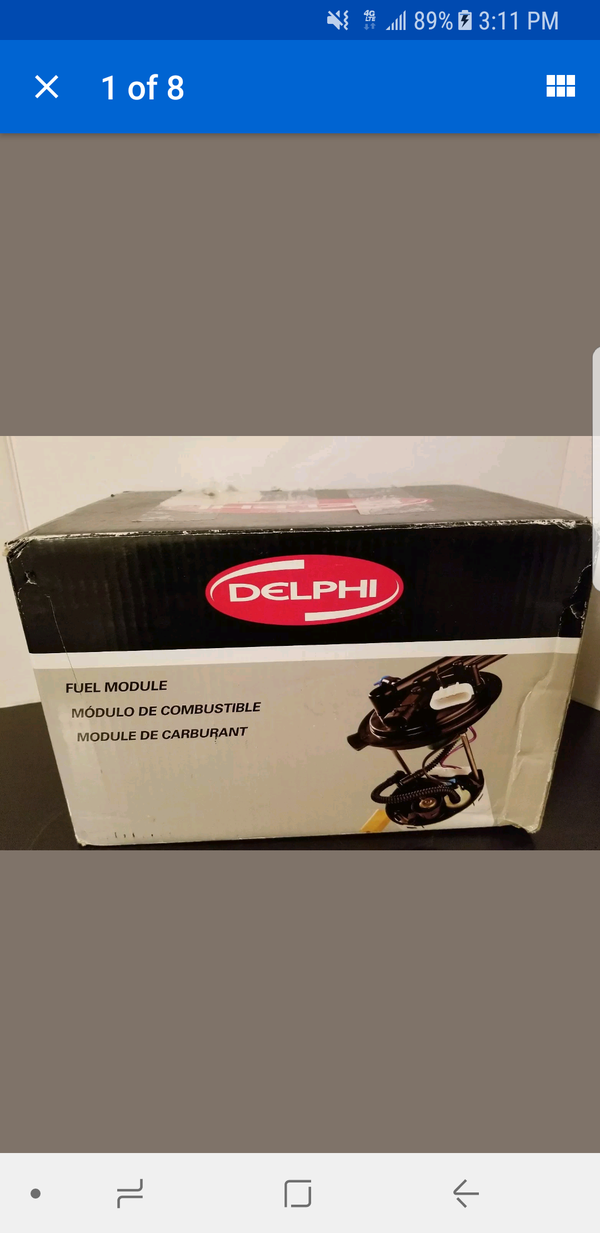 89% 3:11 PM
1 of 8
DELPHI
FUEL MODULE
MÓDULO DE COMBUSTIBLE
MODULE DE CARBURANT